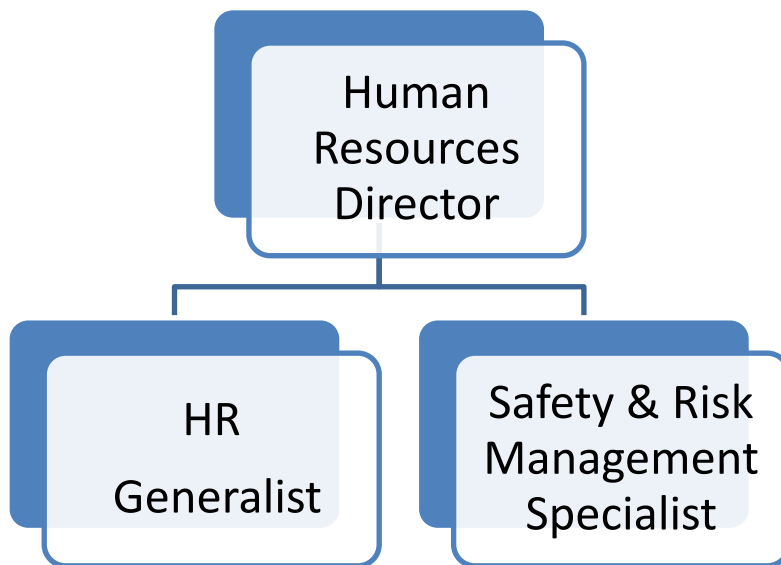 Human
Resources
Director
HR
Generalist
Safety & Risk
Management
Specialist